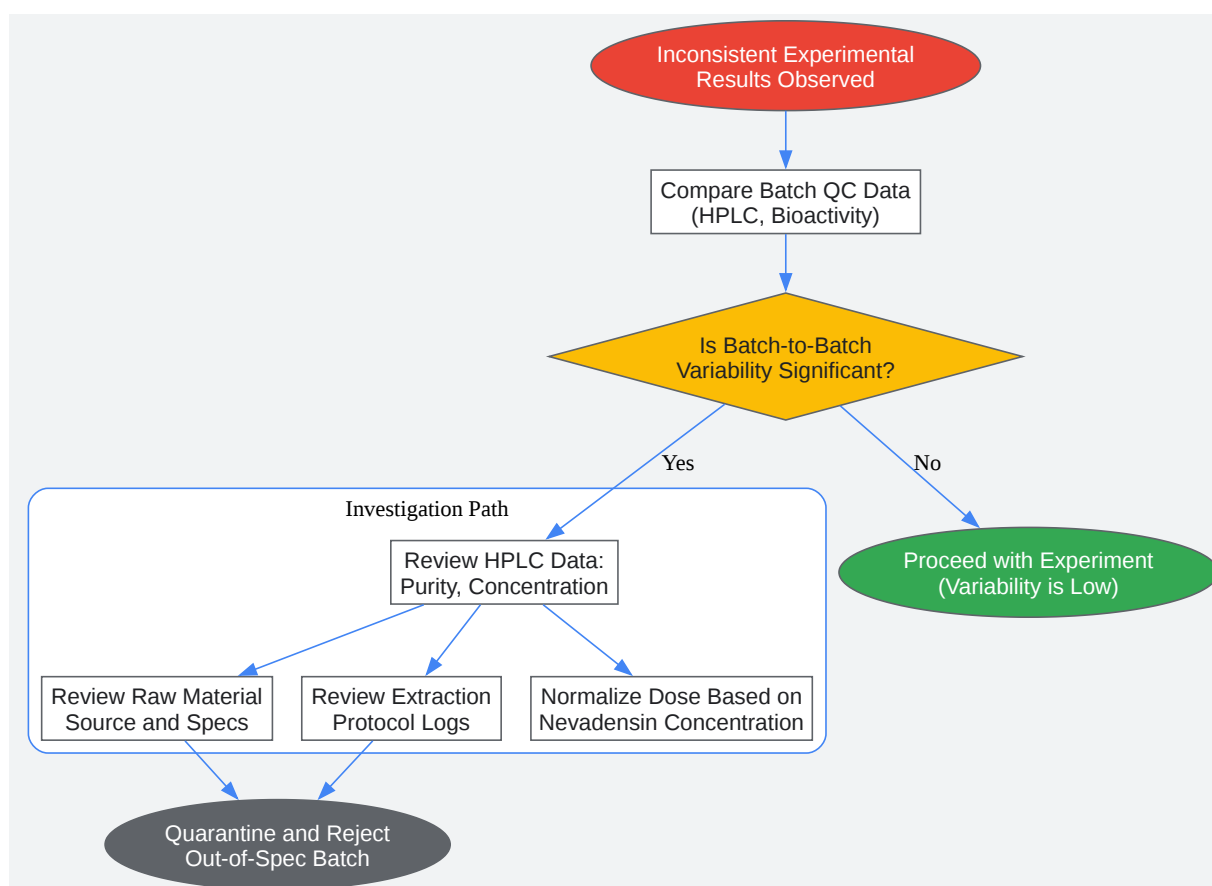 Inconsistent Experimental
Results Observed
Compare Batch QC Data
(HPLC, Bioactivity)
Is Batch-to-Batch
Variability Significant?
Yes
No
Investigation Path
Review HPLC Data:
Purity, Concentration
Proceed with Experiment
(Variability is Low)
Review Raw Material
Source and Specs
Review Extraction
Protocol Logs
Normalize Dose Based on
Nevadensin Concentration
Quarantine and Reject
Out-of-Spec Batch